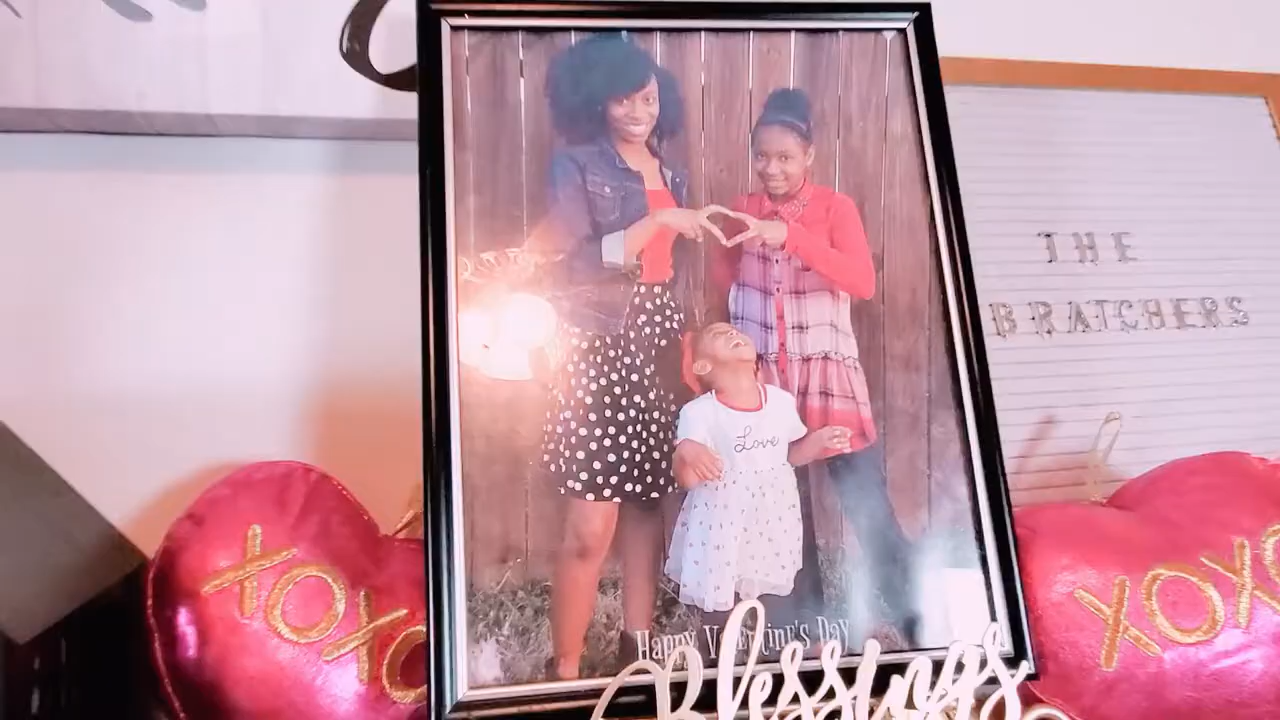 THE
BRATCHERS
Love
Happy Valentine's Day
Blessings
XOXO
XOXO